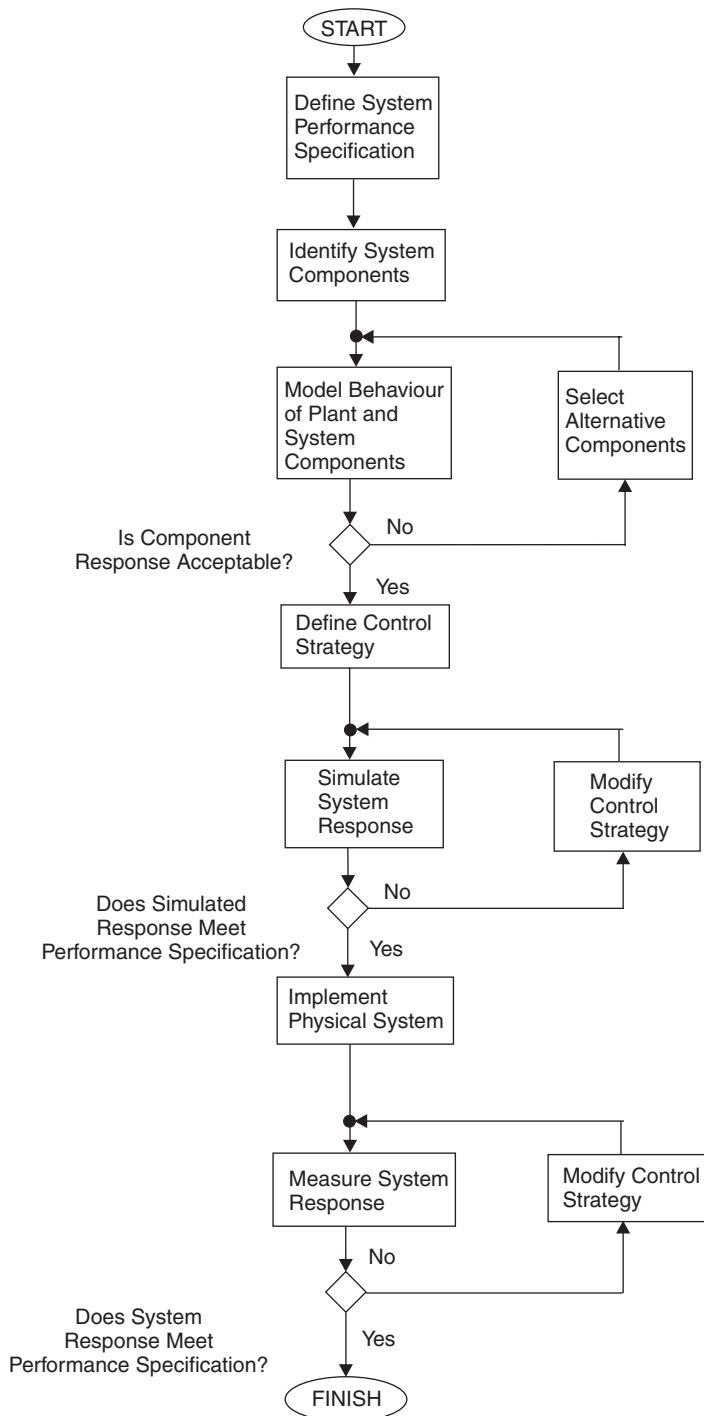 START
Define System
Performance
Specification
Identify System
Components
Model Behaviour
of Plant and
System
Components
Select
Alternative
Components
No
Is Component
Response Acceptable?
Yes
Define Control
Strategy
Simulate
System
Response
Modify
Control
Strategy
No
Does Simulated
Response Meet
Performance Specification?
Yes
Implement
Physical System
Measure System
Response
Modify Control
Strategy
No
Does System
Response Meet
Performance Specification?
Yes
FINISH